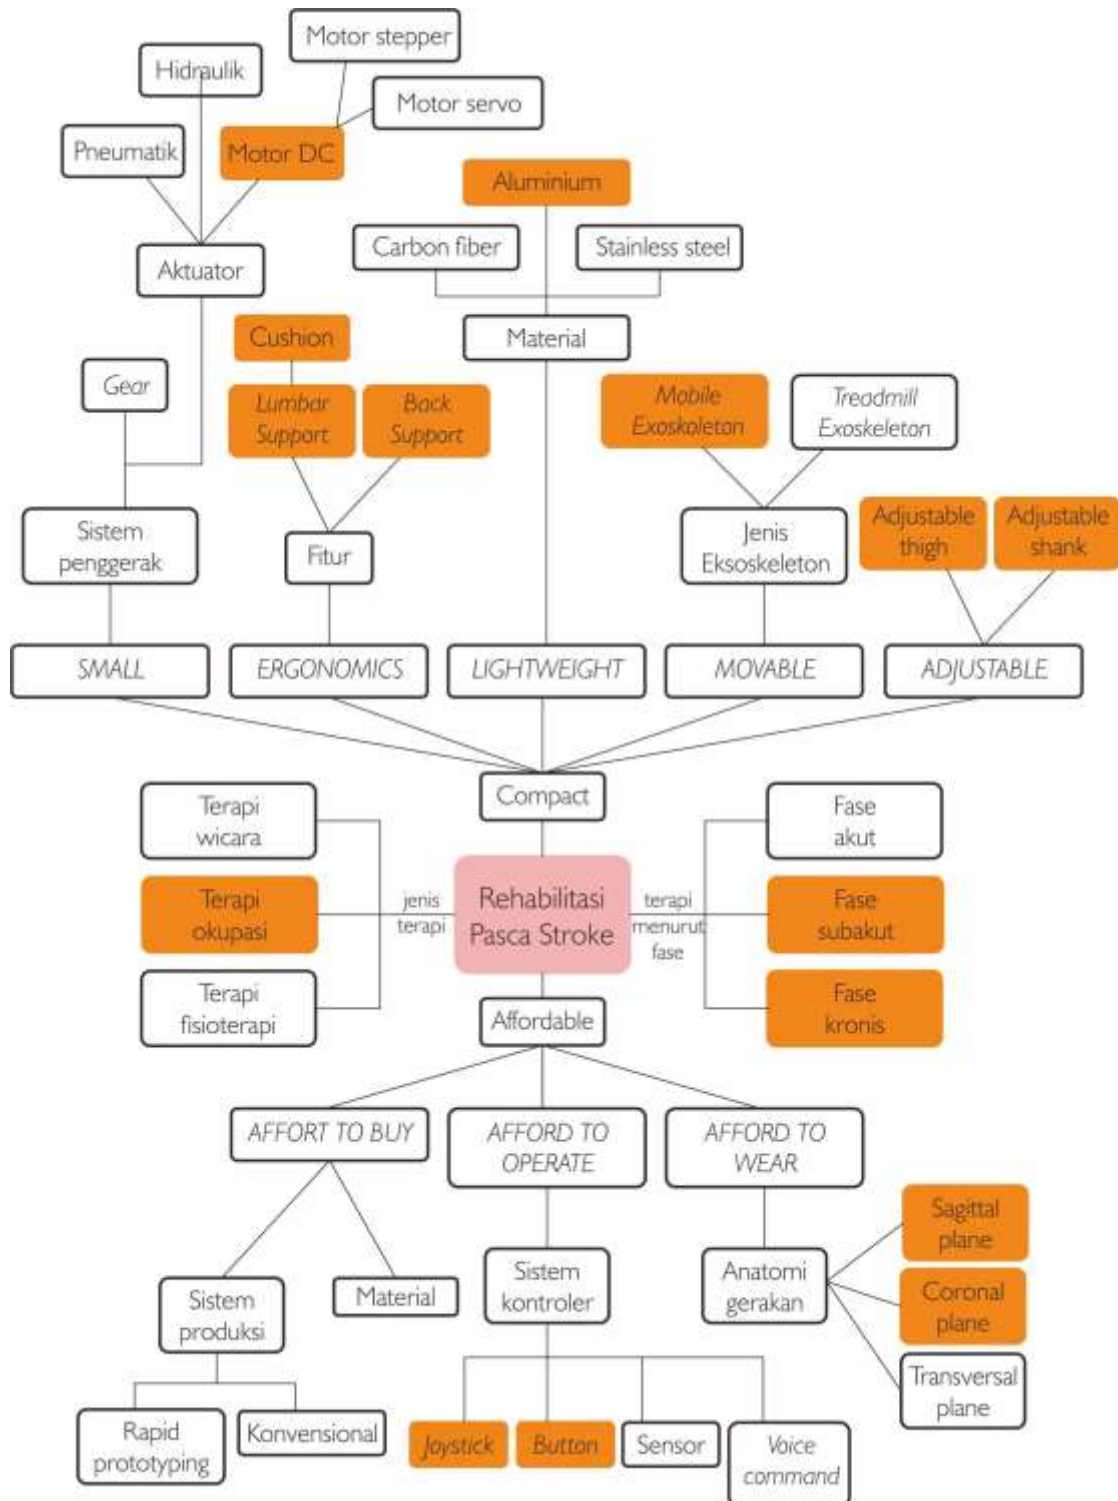 Motor stepper
Hidraulik
Motor servo
Pneumatik
Motor DC
Aluminium
Carbon fiber
Stainless steel
Aktuator
Cushion
Material
Gear
Lumbar
Support
Back
Support
Mobile
Exoskoleton
Treadmill
Exoskeleton
Sistem
penggerak
Fitur
Jenis
Eksoskeleton
Adjustable
thigh
Adjustable
shank
SMALL
ERGONOMICS
LIGHTWEIGHT
MOVABLE
ADJUSTABLE
Compact
Terapi
wicara
Fase
akut
Terapi
okupasi
jenis
terapi
Rehabilitasi
Pasca Stroke
terapi
menurut
fase
Fase
subakut
Terapi
fisioterapi
Affordable
Fase
kronis
AFFORT TO BUY
AFFORD TO
OPERATE
AFFORD TO
WEAR
Sistem
produksi
Material
Sistem
kontroler
Anatomi
gerakan
Sagittal
plane
Coronal
plane
Transversal
plane
Rapid
prototyping
Konvensional
Joystick
Button
Sensor
Voice
command